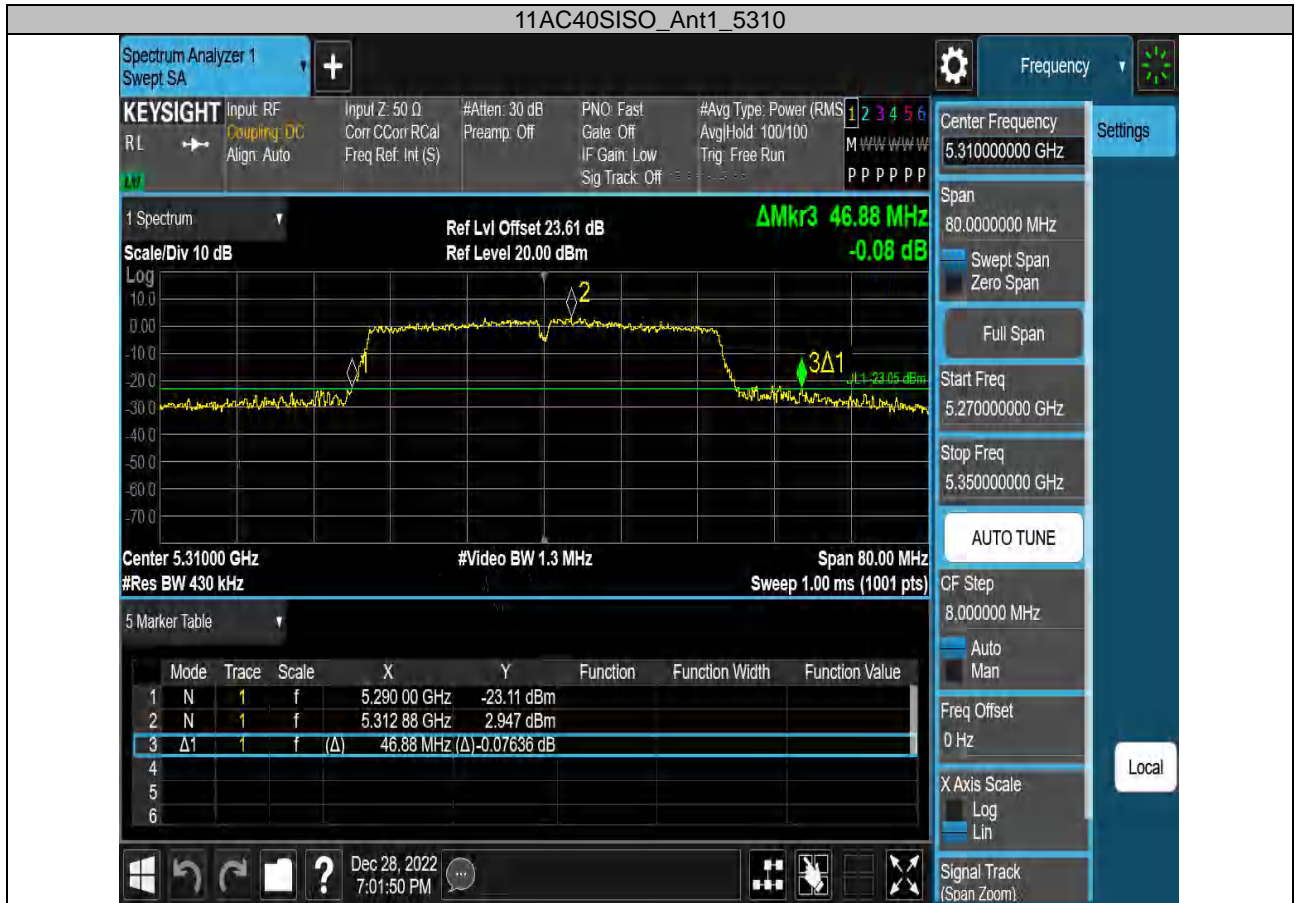 11AC40SISO_Ant1_5310
Spectrum Analyzer 1
Swept SA
Frequency
KEYSIGHT
RL
Input: RF
Coupling: DC
Align: Auto
Input Z: 50 Ω
Corr CCorr RCal
Freq Ref: Int (S)
#Atten: 30 dB
Preamp: Off
PNO: Fast
Gate: Off
IF Gain: Low
Sig Track: Off
#Avg Type: Power (RMS
Avg|Hold: 100/100
Trig: Free Run
1 2 3 4 5 6
M W W W W W
P P P P P P
1 Spectrum
Scale/Div 10 dB
Ref Lvl Offset 23.61 dB
Ref Level 20.00 dBm
ΔMkr3 46.88 MHz
-0.08 dB
Log
10.0
0.00
-10.0
-20.0
-30.0
-40.0
-50.0
-60.0
-70.0
1
2
3Δ1
DL1 -23.05 dBm
Center 5.31000 GHz
#Video BW 1.3 MHz
Span 80.00 MHz
#Res BW 430 kHz
Sweep 1.00 ms (1001 pts)
5 Marker Table
Mode Trace Scale X Y Function Function Width Function Value
1 N 1 f 5.290 00 GHz -23.11 dBm
2 N 1 f 5.312 88 GHz 2.947 dBm
3 Δ1 1 f (Δ) 46.88 MHz (Δ) -0.07636 dB
4
5
6
Dec 28, 2022
7:01:50 PM
Center Frequency
5.310000000 GHz
Settings
Span
80.0000000 MHz
Swept Span
Zero Span
Full Span
Start Freq
5.270000000 GHz
Stop Freq
5.350000000 GHz
AUTO TUNE
CF Step
8.000000 MHz
Auto
Man
Freq Offset
0 Hz
X Axis Scale
Log
Lin
Local
Signal Track
(Span Zoom)